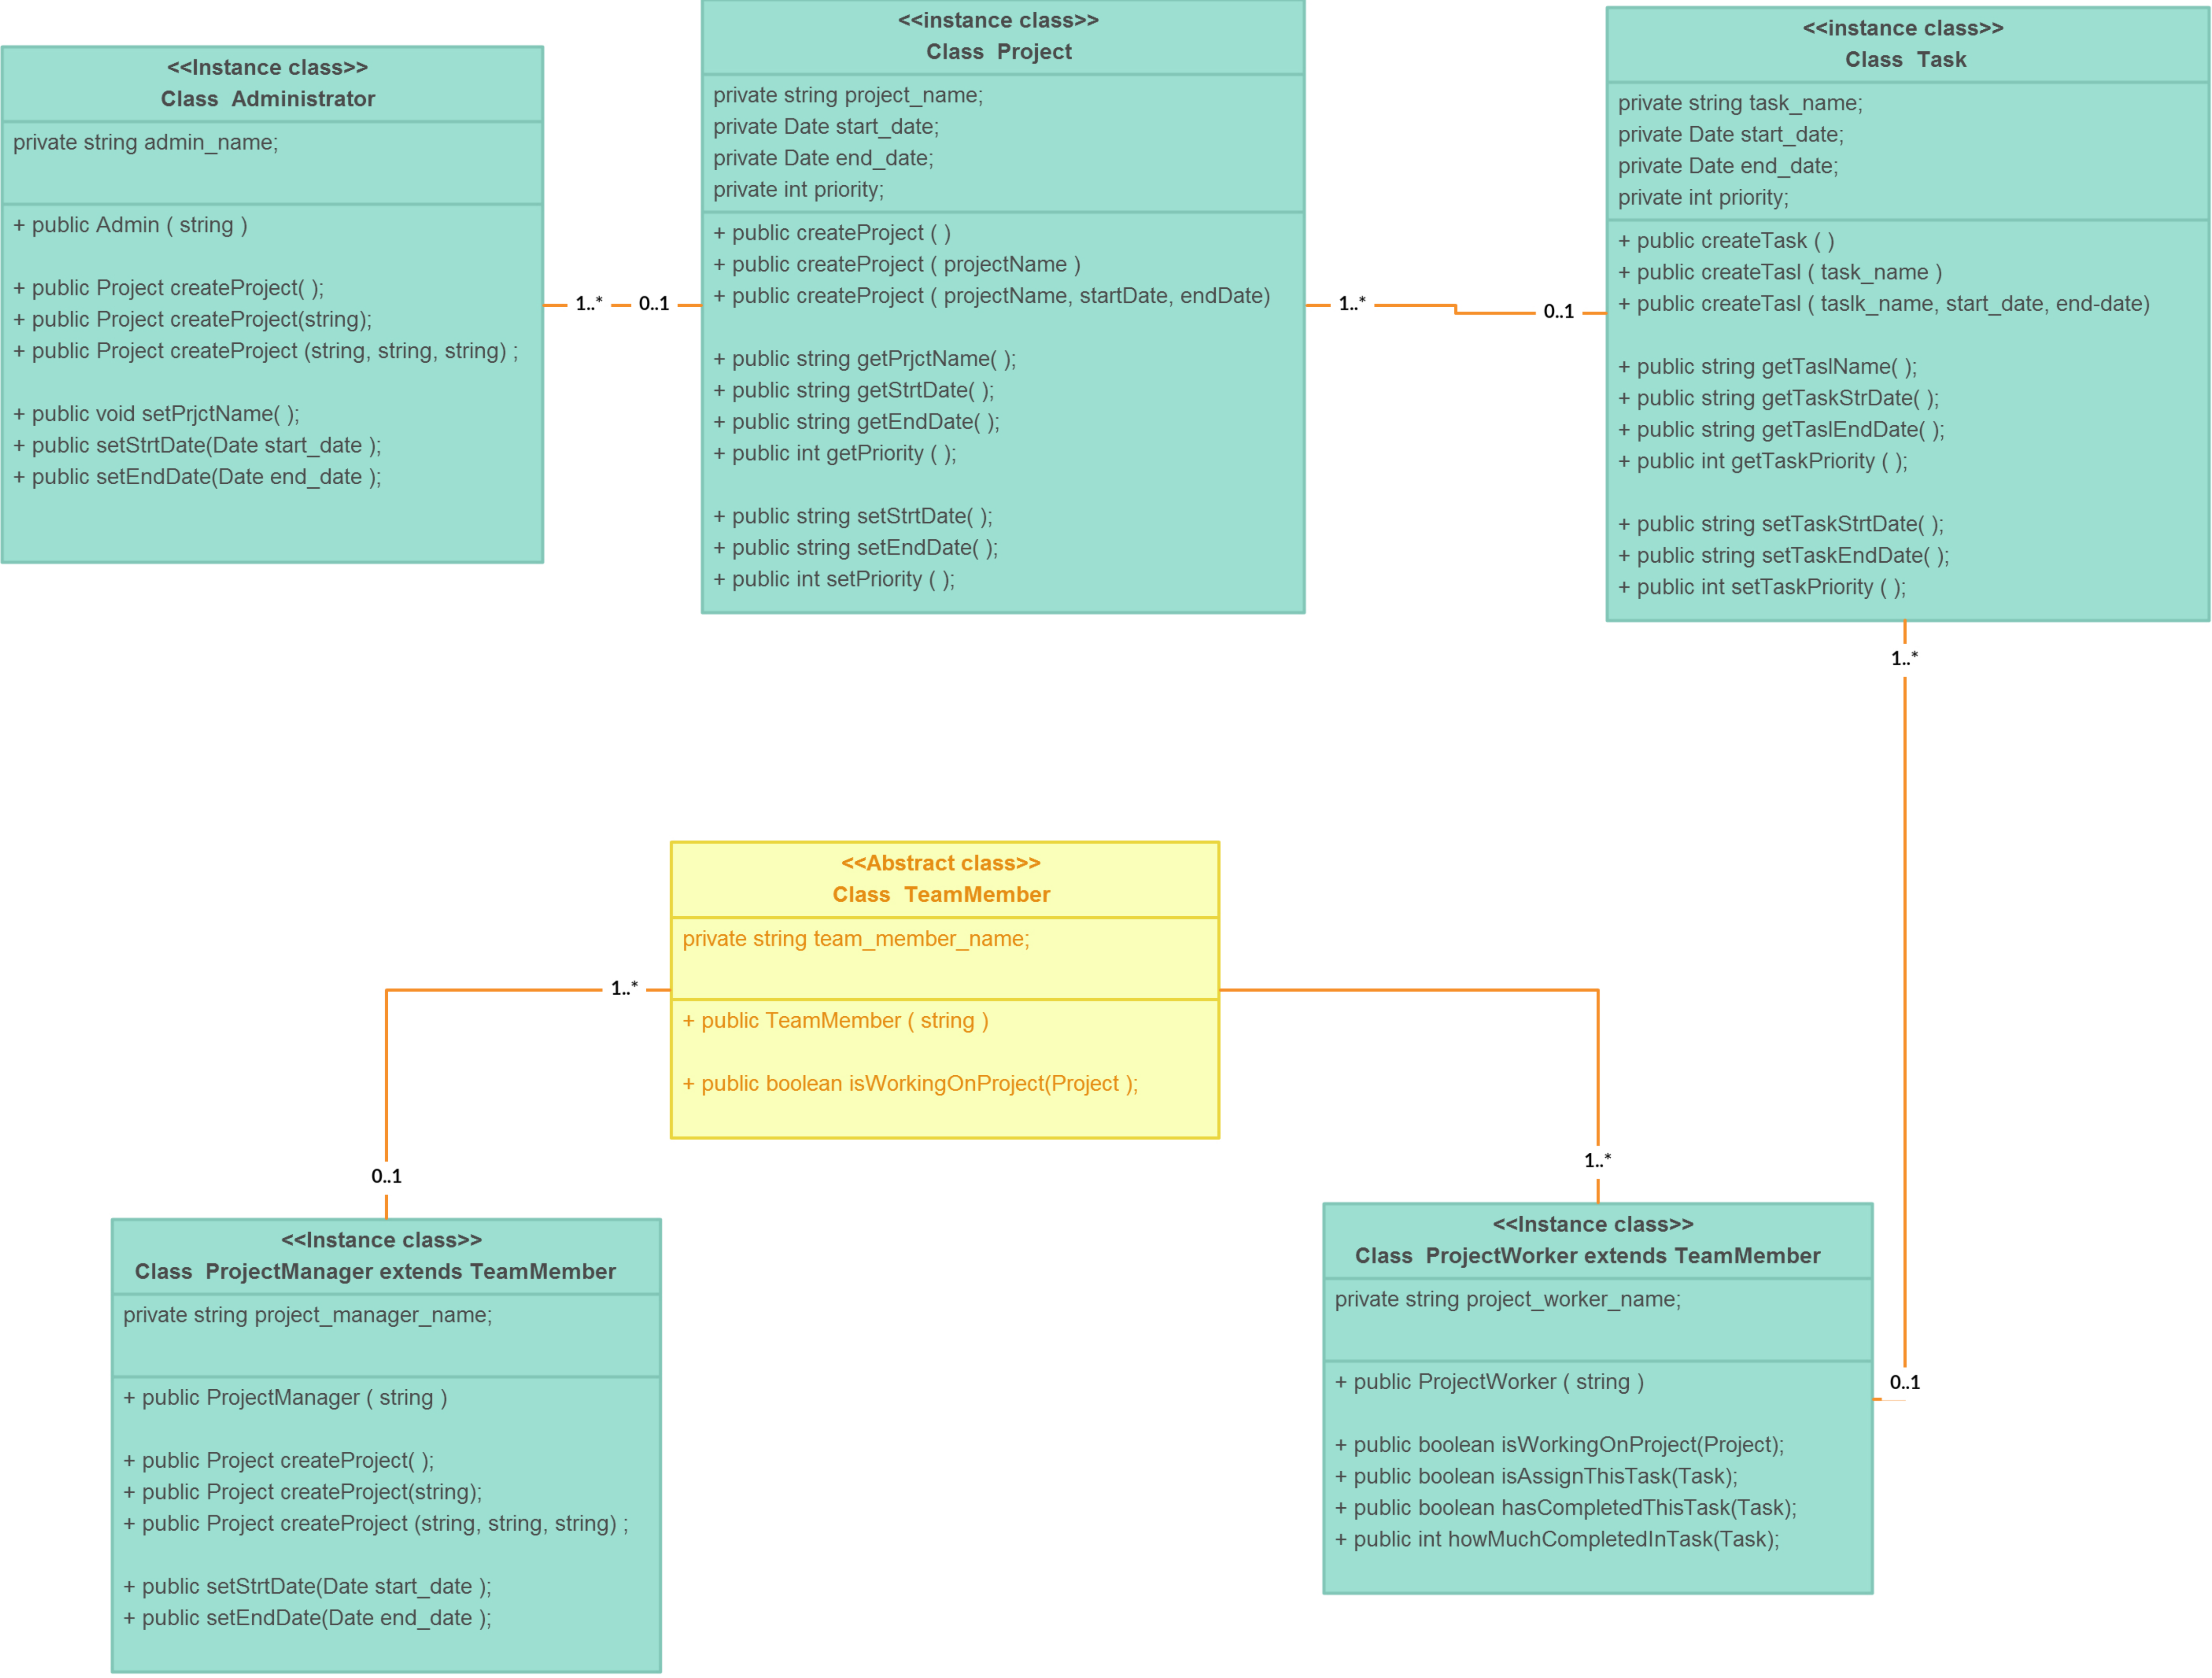 <<Instance class>>
Class  Administrator
private string admin_name;
+ public Admin ( string )
+ public Project createProject( );
+ public Project createProject(string);
+ public Project createProject (string, string, string) ;
+ public void setPrjctName( );
+ public setStrtDate(Date start_date );
+ public setEndDate(Date end_date );
1..*
0..1
<<instance class>>
Class  Project
private string project_name;
private Date start_date;
private Date end_date;
private int priority;
+ public createProject ( )
+ public createProject ( projectName )
+ public createProject ( projectName, startDate, endDate)
+ public string getPrjctName( );
+ public string getStrtDate( );
+ public string getEndDate( );
+ public int getPriority ( );
+ public string setStrtDate( );
+ public string setEndDate( );
+ public int setPriority ( );
1..*
0..1
<<instance class>>
Class  Task
private string task_name;
private Date start_date;
private Date end_date;
private int priority;
+ public createTask ( )
+ public createTasl ( task_name )
+ public createTasl ( taslk_name, start_date, end-date)
+ public string getTaslName( );
+ public string getTaskStrDate( );
+ public string getTaslEndDate( );
+ public int getTaskPriority ( );
+ public string setTaskStrtDate( );
+ public string setTaskEndDate( );
+ public int setTaskPriority ( );
1..*
<<Abstract class>>
Class  TeamMember
private string team_member_name;
+ public TeamMember ( string )
+ public boolean isWorkingOnProject(Project );
1..*
0..1
1..*
0..1
<<Instance class>>
Class  ProjectManager extends TeamMember
private string project_manager_name;
+ public ProjectManager ( string )
+ public Project createProject( );
+ public Project createProject(string);
+ public Project createProject (string, string, string) ;
+ public setStrtDate(Date start_date );
+ public setEndDate(Date end_date );
<<Instance class>>
Class  ProjectWorker extends TeamMember
private string project_worker_name;
+ public ProjectWorker ( string )
+ public boolean isWorkingOnProject(Project);
+ public boolean isAssignThisTask(Task);
+ public boolean hasCompletedThisTask(Task);
+ public int howMuchCompletedInTask(Task);